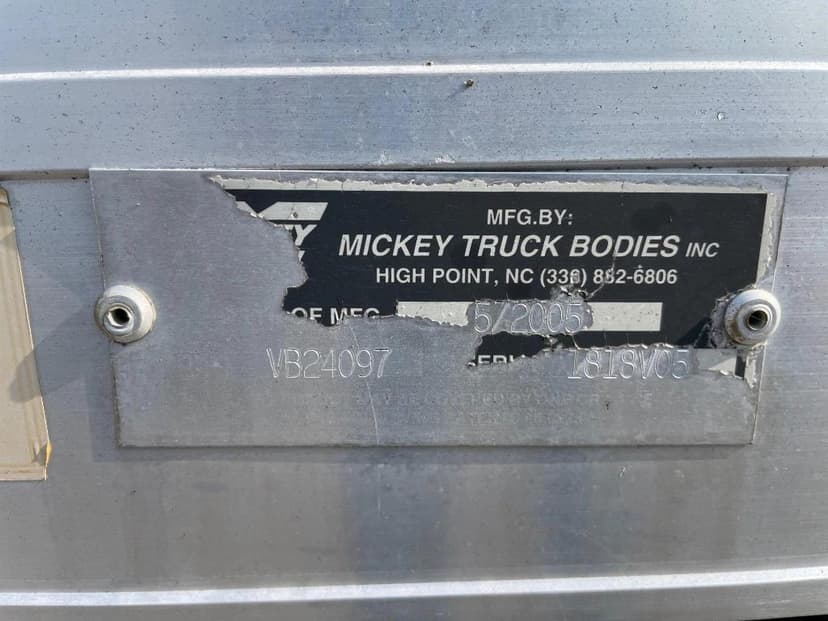 MFG.BY:
MICKEY TRUCK BODIES INC
HIGH POINT, NC (336) 882-6806
OF MFG 5/2005
VB24097 1818V05